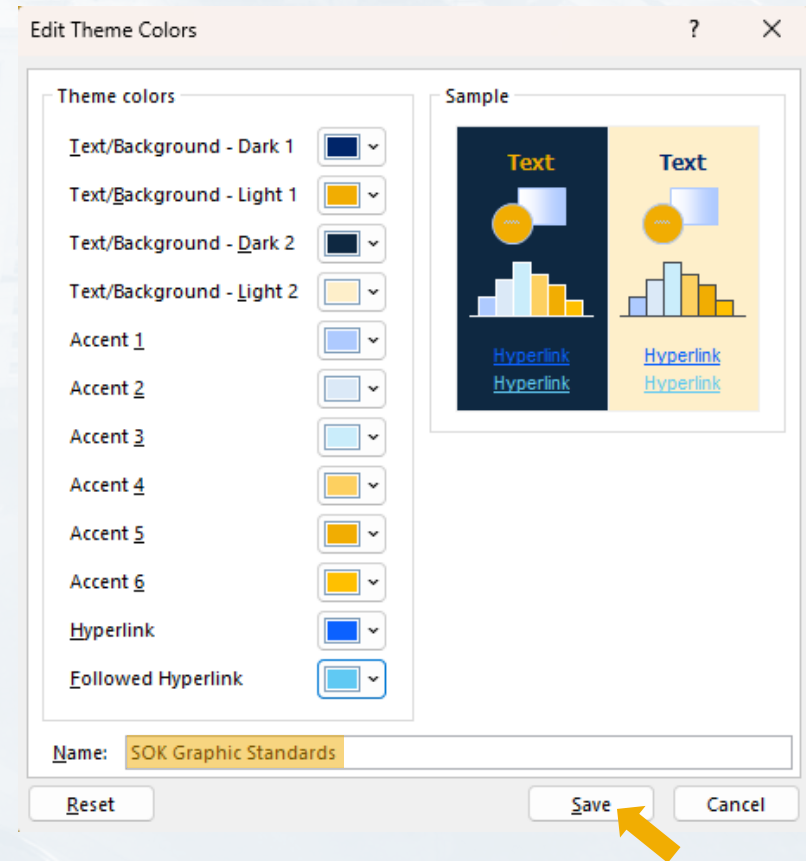 Edit Theme Colors
?
Theme colors
Text/Background - Dark 1
Text/Background - Light 1
Text/Background - Dark 2
Text/Background - Light 2
Accent 1
Accent 2
Accent 3
Accent 4
Accent 5
Accent 6
Hyperlink
Followed Hyperlink
Sample
Text Text
Hyperlink Hyperlink
Hyperlink Hyperlink
Name: SOK Graphic Standards
Reset Save Cancel